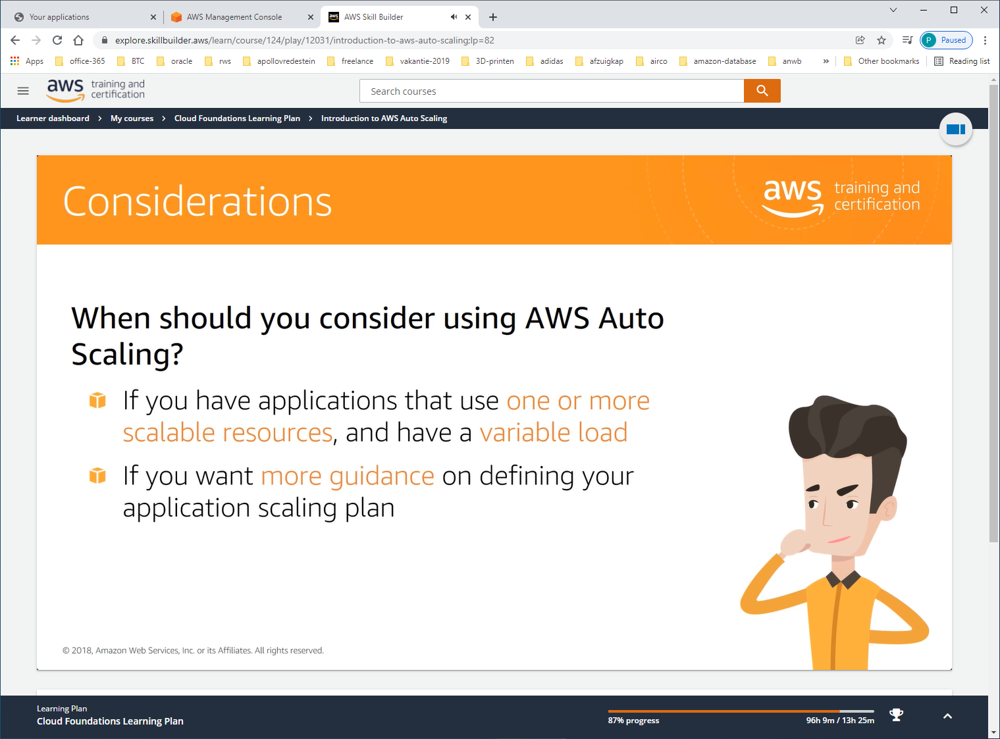 Your applications
AWS Management Console
aws
AWS Skill Builder
explore.skillbuilder.aws/learn/course/124/play/12031/introduction-to-aws-auto-scaling;lp=82
P Paused
Apps office-365 BTC oracle rws apollovredestein freelance vakantie-2019 3D-printen adidas afzuigkap airco amazon-database anwb » Other bookmarks Reading list
aws training and
certification
Search courses
Learner dashboard > My courses > Cloud Foundations Learning Plan > Introduction to AWS Auto Scaling
Considerations
aws training and
certification
When should you consider using AWS Auto
Scaling?
If you have applications that use one or more
scalable resources, and have a variable load
If you want more guidance on defining your
application scaling plan
© 2018, Amazon Web Services, Inc. or its Affiliates. All rights reserved.
Learning Plan
Cloud Foundations Learning Plan
87% progress
96h 9m / 13h 25m